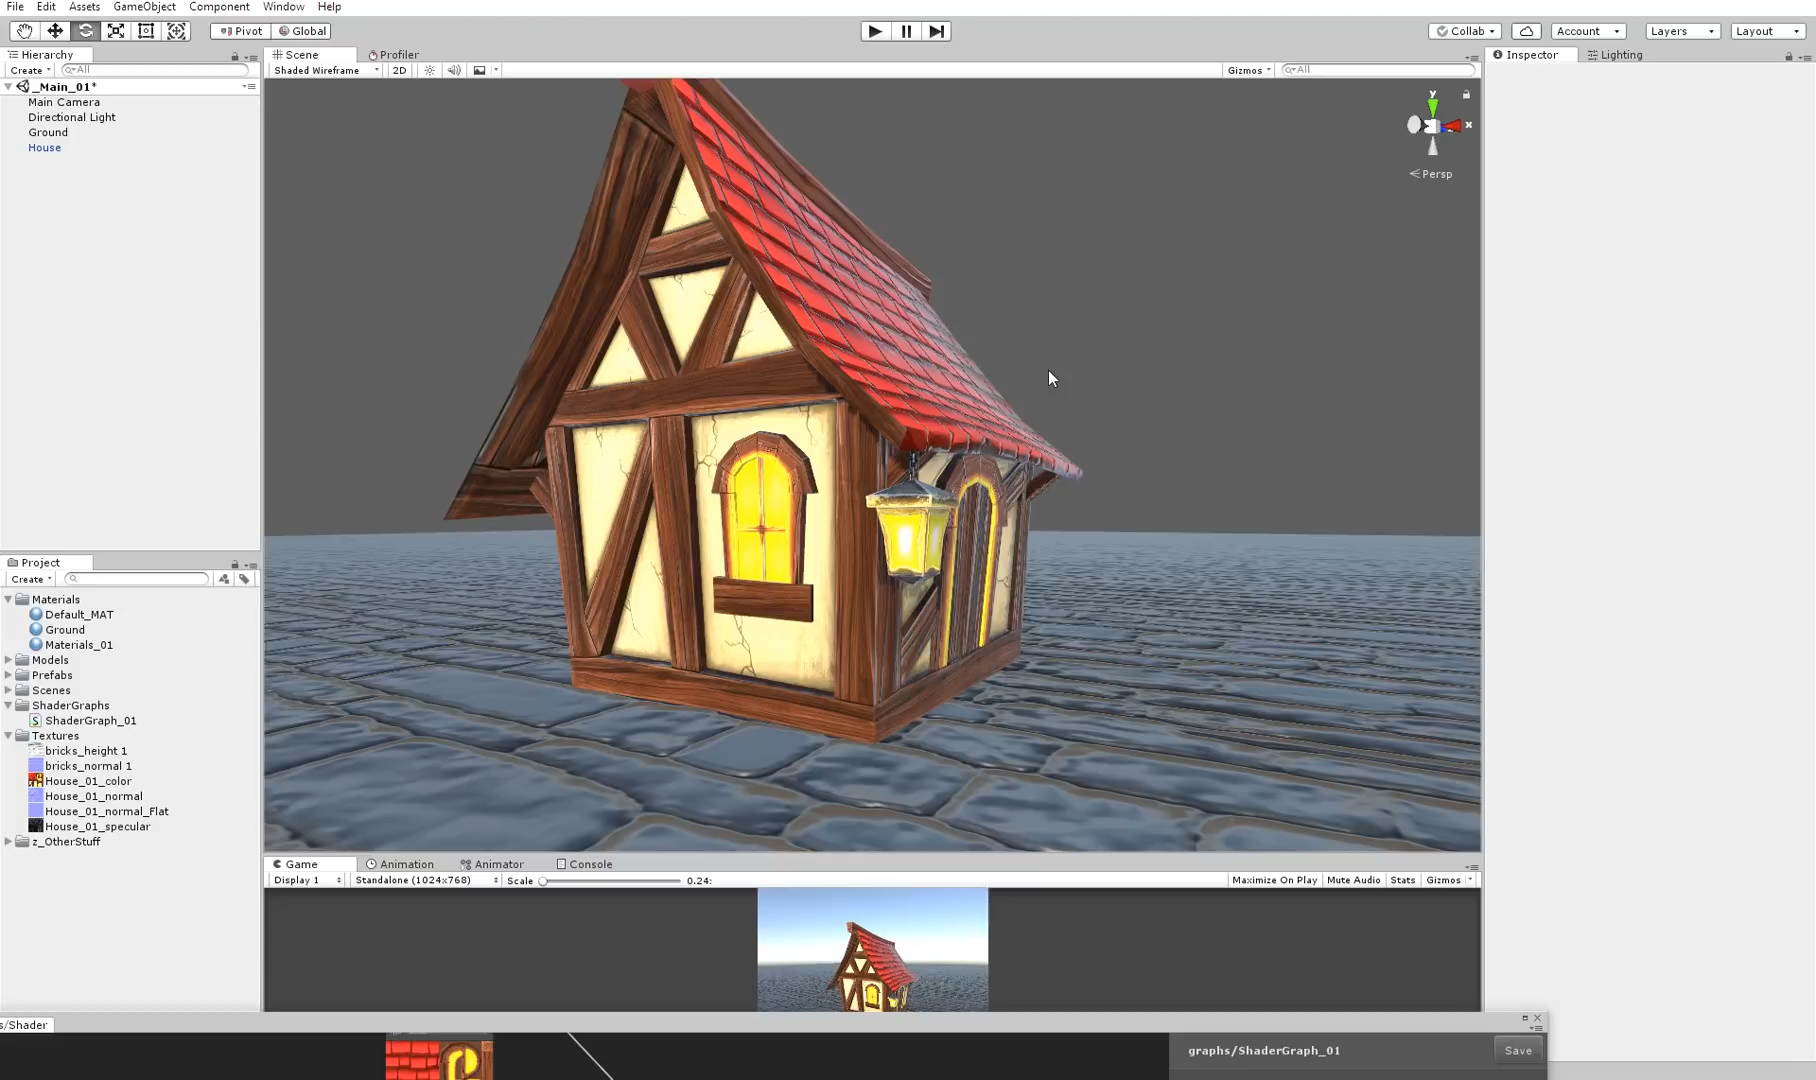 File Edit Assets GameObject Component Window Help
Pivot Global Collab Account Layers Layout
Hierarchy Scene Profiler Inspector Lighting
Create All Shaded Wireframe 2D Gizmos All
_Main_01*
Main Camera
Directional Light
Ground
House
y
x
Persp
Project
Create
Materials
Default_MAT
Ground
Materials_01
Models
Prefabs
Scenes
ShaderGraphs
ShaderGraph_01
Textures
bricks_height 1
bricks_normal 1
House_01_color
House_01_normal
House_01_normal_Flat
House_01_specular
z_OtherStuff
Game Animation Animator Console
Display 1 Standalone (1024x768) Scale 0.24: Maximize On Play Mute Audio Stats Gizmos
s/Shader
graphs/ShaderGraph_01 Save